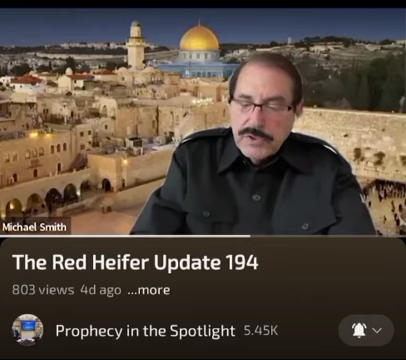 Michael Smith
The Red Heifer Update 194
803 views 4d ago ...more
Prophecy in the Spotlight 5.45K